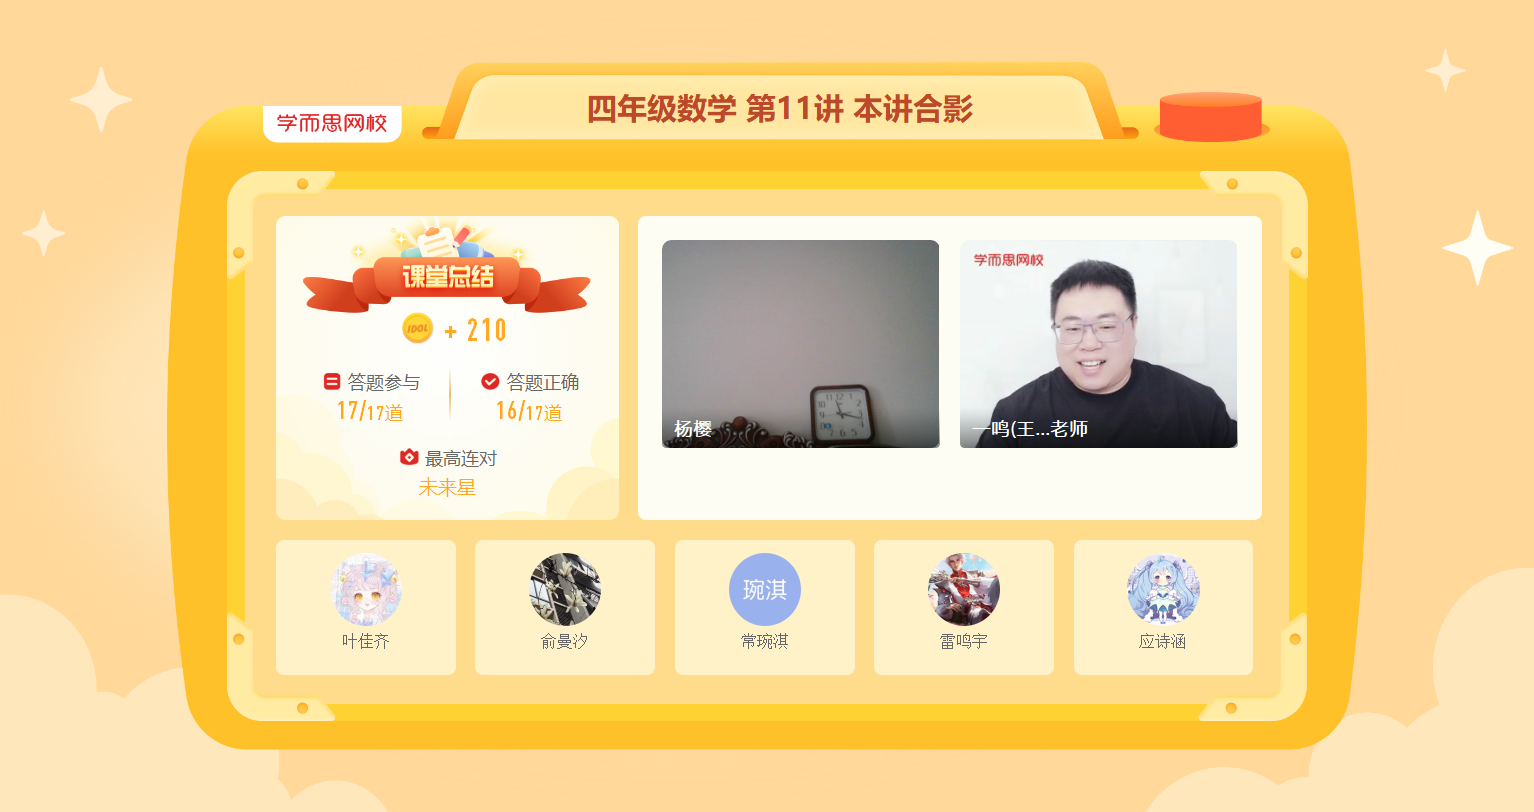 四年级数学 第11讲 本讲合影
学而思网校
课堂总结
IDOL + 210
答题参与
17/17道
答题正确
16/17道
最高连对
未来星
杨樱
学而思网校
一鸣(王...老师
琬淇
叶佳齐
俞曼汐
常琬淇
雷鸣宇
应诗涵